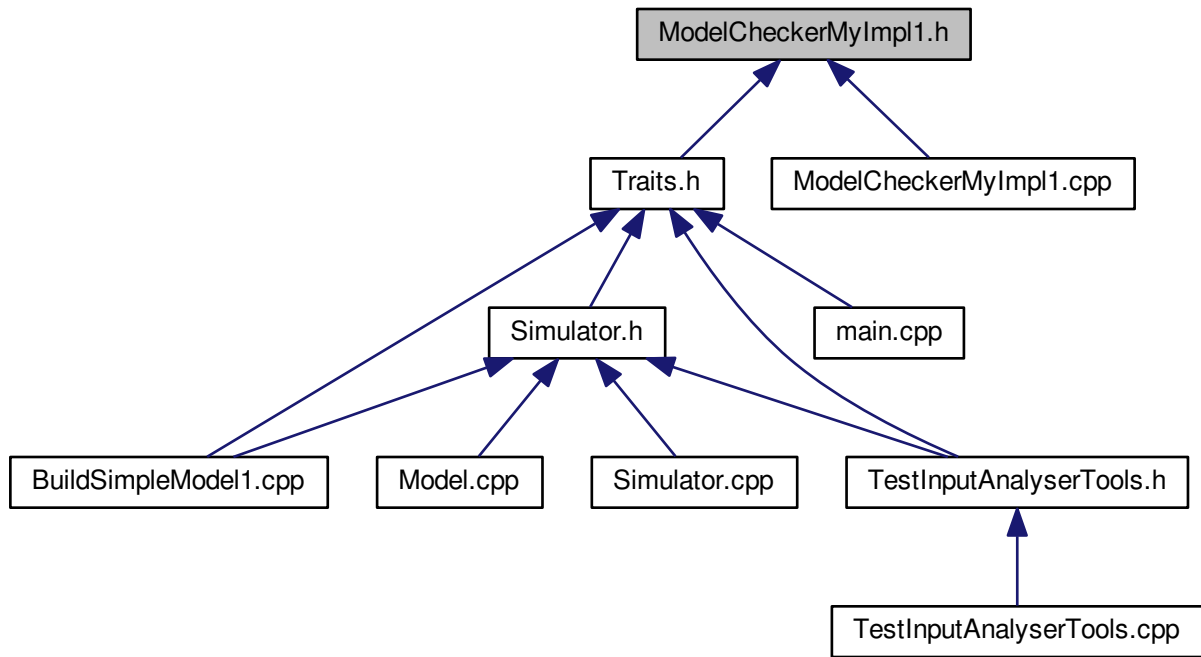 ModelCheckerMyImpl1.h
Traits.h
ModelCheckerMyImpl1.cpp
Simulator.h
main.cpp
BuildSimpleModel1.cpp
Model.cpp
Simulator.cpp
TestInputAnalyserTools.h
TestInputAnalyserTools.cpp